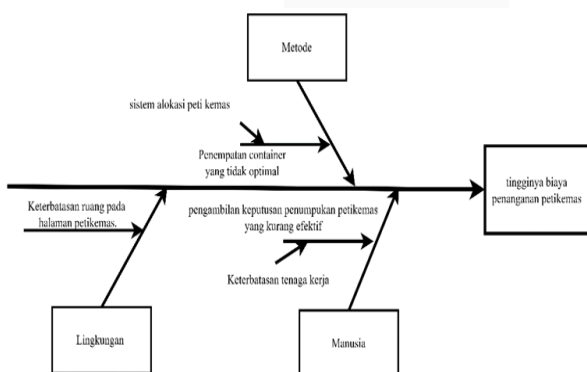 Metode
sistem alokasi peti kemas
Penempatan container
yang tidak optimal
tingginya biaya
penanganan petikemas
Keterbatasan ruang pada
halaman petikemas.
pengambilan keputusan penumpukan petikemas
yang kurang efektif
Keterbatasan tenaga kerja
Lingkungan
Manusia